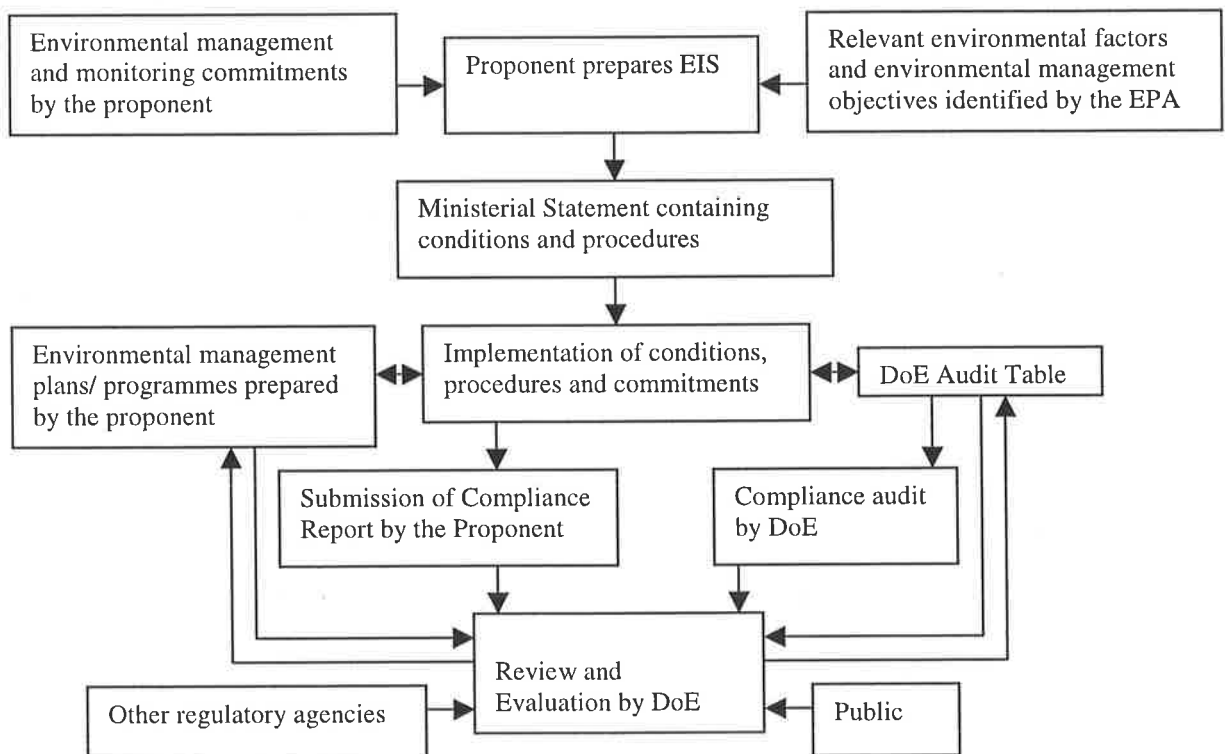 Environmental management
and monitoring commitments
by the proponent
Proponent prepares EIS
Relevant environmental factors
and environmental management
objectives identified by the EPA
Ministerial Statement containing
conditions and procedures
Environmental management
plans/ programmes prepared
by the proponent
Implementation of conditions,
procedures and commitments
DoE Audit Table
Submission of Compliance
Report by the Proponent
Compliance audit
by DoE
Review and
Evaluation by DoE
Other regulatory agencies
Public